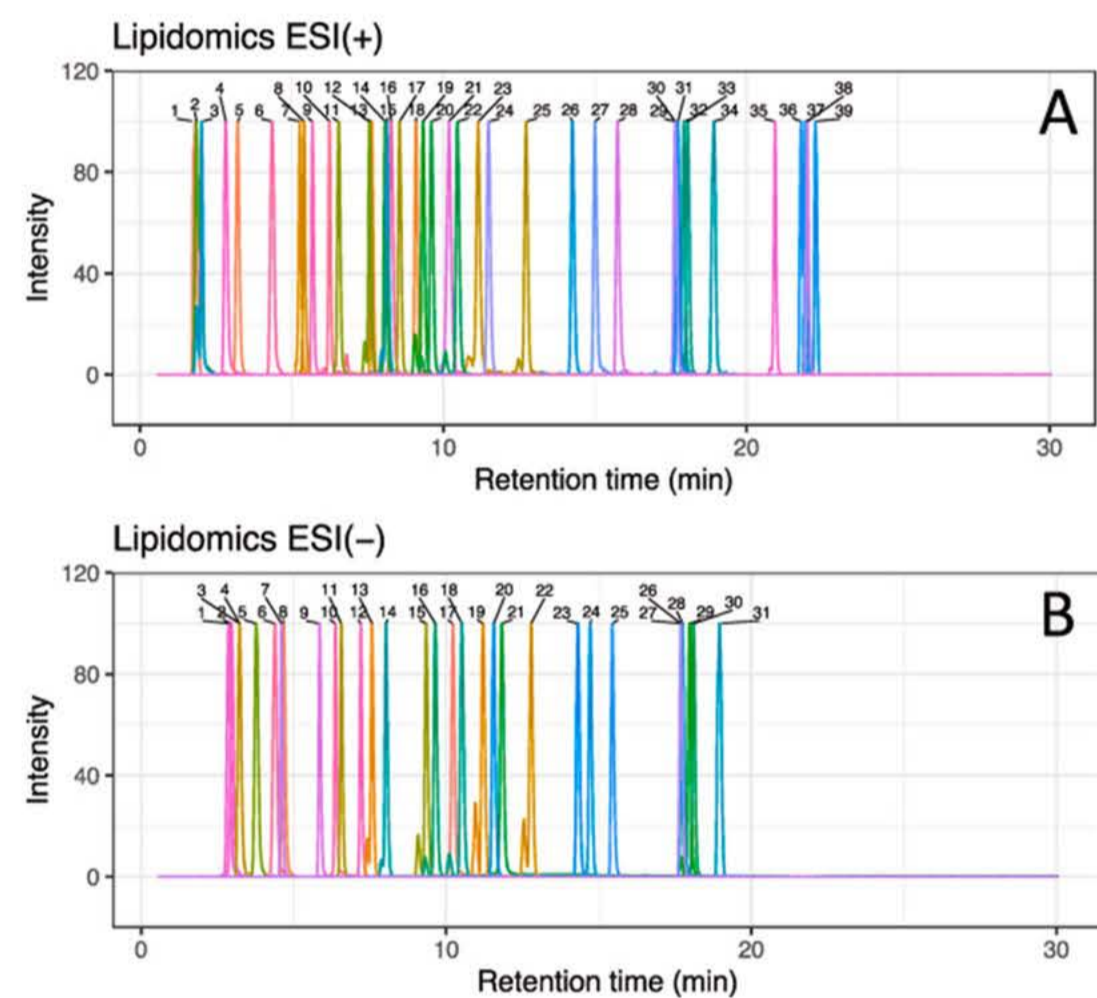 Lipidomics ESI(+)
A
120
80
40
0
Intensity
4 8 10 12 14 16 17 19 21 23 30 31 33 38
1 2 3 5 6 7 9 11 13 15 18 20 22 24 25 26 27 28 29 32 34 35 36 37 39
0 10 20 30
Retention time (min)
Lipidomics ESI(−)
B
120
80
40
0
Intensity
3 4 7 11 13 16 18 20 22 26 28 30
1 2 5 6 8 9 10 12 14 15 17 19 21 23 24 25 27 29 31
0 10 20 30
Retention time (min)